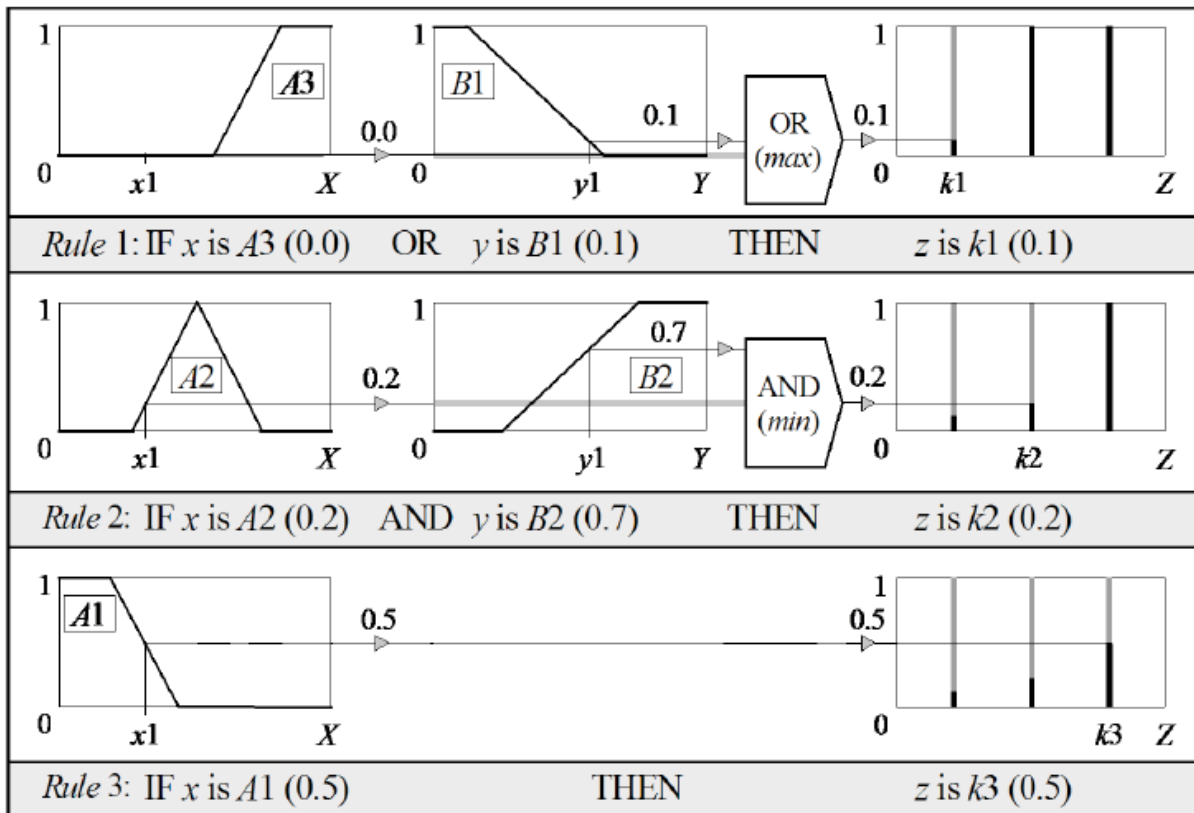 1 A3 1 B1 1
0.0 0.1 OR (max) 0.1
0 x1 X 0 y1 Y 0 k1 Z
Rule 1: IF x is A3 (0.0) OR y is B1 (0.1) THEN z is k1 (0.1)
1 A2 1 B2 1
0.2 0.7 AND (min) 0.2
0 x1 X 0 y1 Y 0 k2 Z
Rule 2: IF x is A2 (0.2) AND y is B2 (0.7) THEN z is k2 (0.2)
1 A1 1
0.5 0.5
0 x1 X 0 k3 Z
Rule 3: IF x is A1 (0.5) THEN z is k3 (0.5)